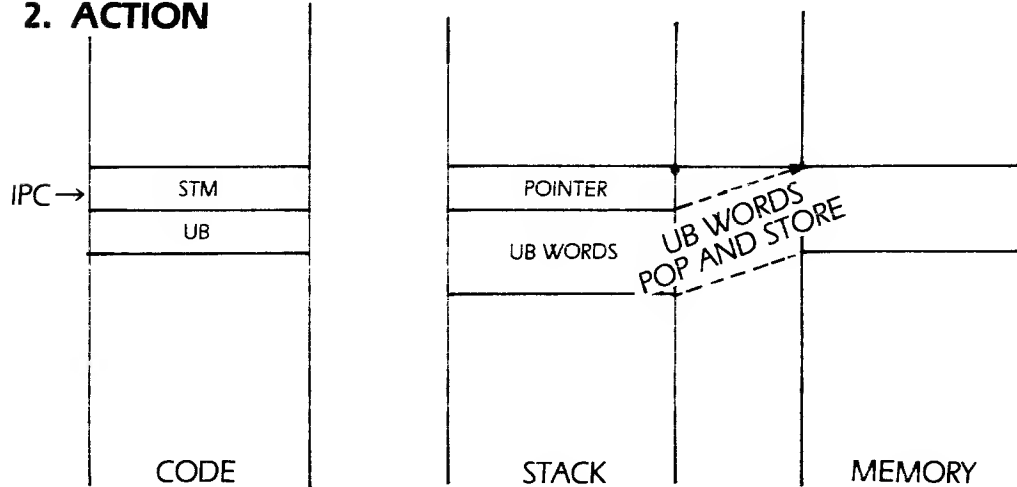 2. ACTION
IPC→ STM POINTER
UB UB WORDS
UB WORDS
POP AND STORE
CODE STACK MEMORY